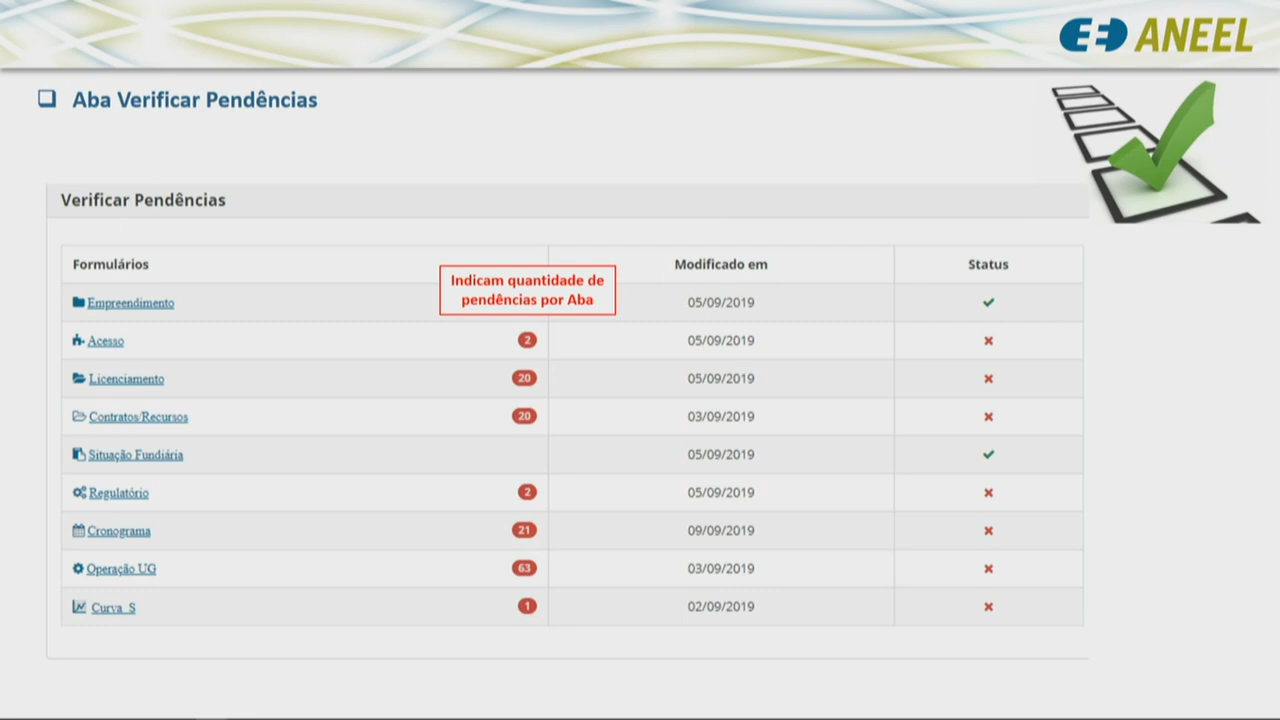 ANEEL
Aba Verificar Pendências
Verificar Pendências
Formulários Modificado em Status
Indicam quantidade de
pendências por Aba
Empreendimento 05/09/2019
Acesso 2 05/09/2019
Licenciamento 20 05/09/2019
Contratos/Recursos 20 03/09/2019
Situação Fundiária 05/09/2019
Regulatório 2 05/09/2019
Cronograma 21 09/09/2019
Operação UG 63 03/09/2019
Curva S 1 02/09/2019